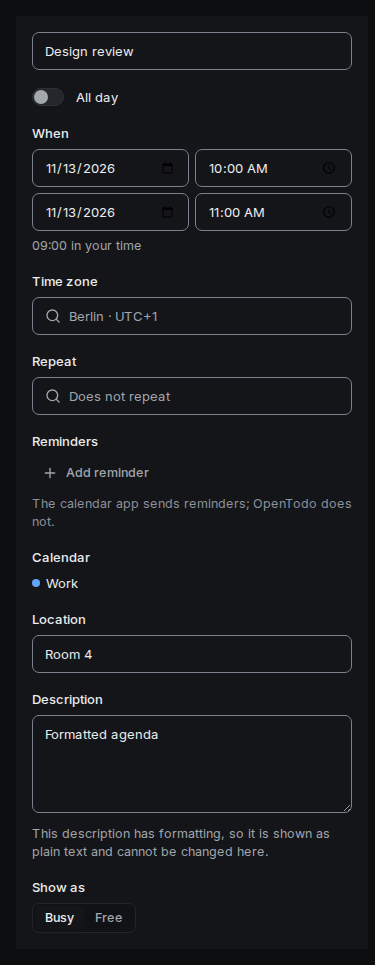 Design review
All day
When
11/13/2026 10:00 AM
11/13/2026 11:00 AM
09:00 in your time
Time zone
Berlin · UTC+1
Repeat
Does not repeat
Reminders
Add reminder
The calendar app sends reminders; OpenTodo does
not.
Calendar
Work
Location
Room 4
Description
Formatted agenda
This description has formatting, so it is shown as
plain text and cannot be changed here.
Show as
Busy Free